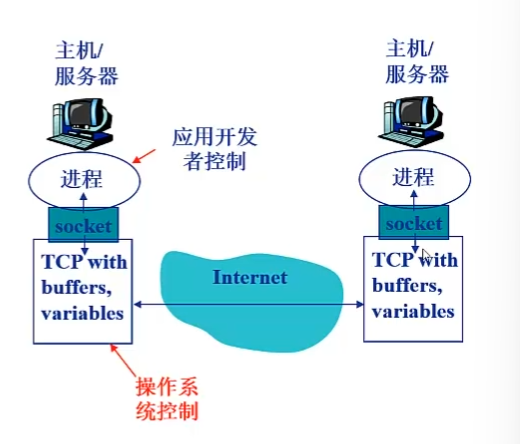 主机/
服务器
主机/
服务器
应用开发
者控制
进程
进程
socket
socket
TCP with
buffers,
variables
Internet
TCP with
buffers,
variables
操作系
统控制